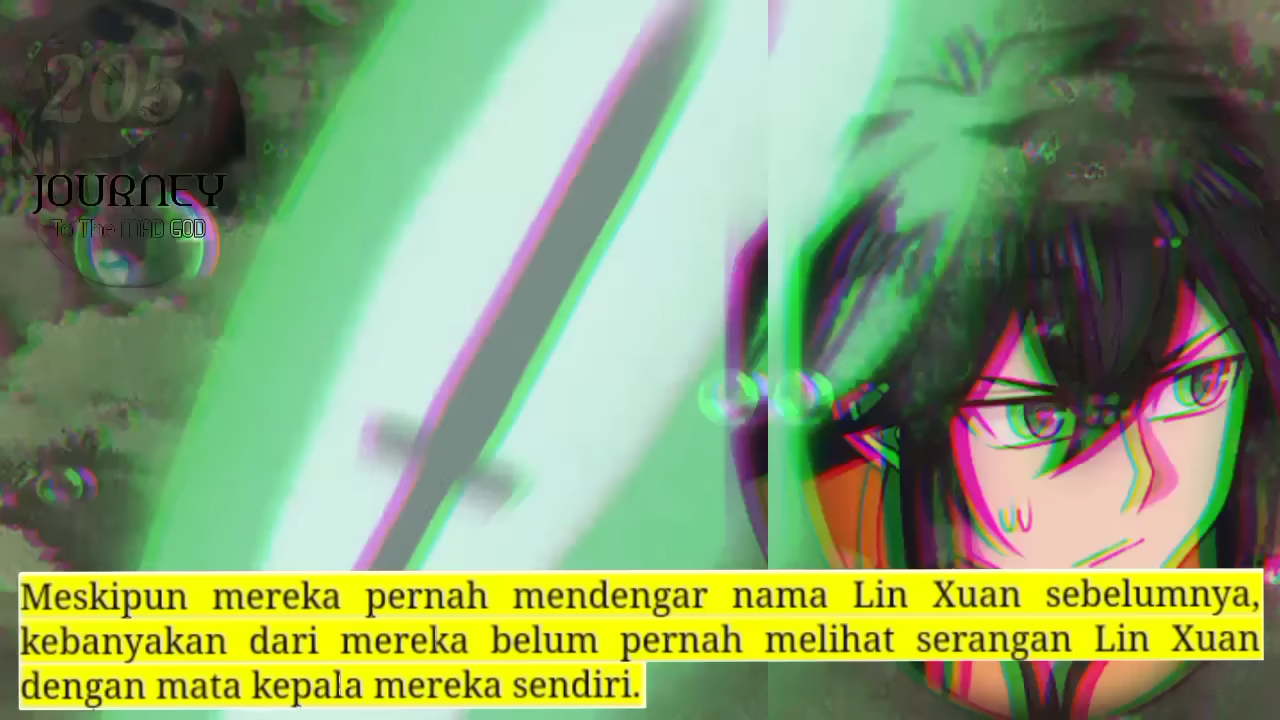 205
JOURNEY
To The MAD GOD
Meskipun mereka pernah mendengar nama Lin Xuan sebelumnya,
kebanyakan dari mereka belum pernah melihat serangan Lin Xuan
dengan mata kepala mereka sendiri.